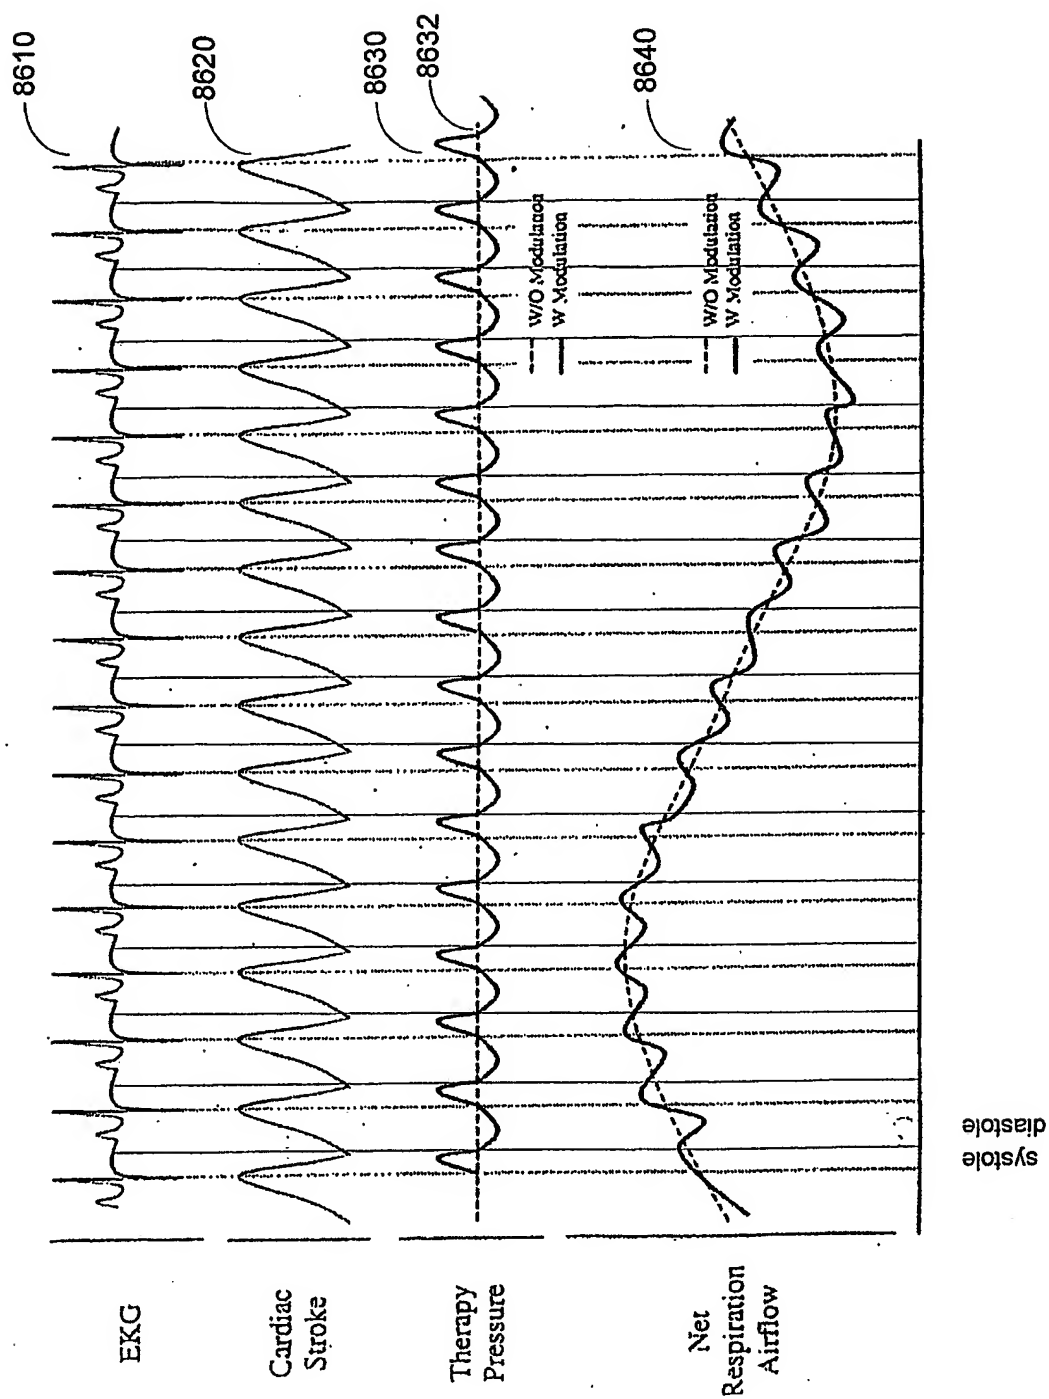 8610
8620
8630
8632
8640
EKG
Cardiac
Stroke
Therapy
Pressure
W/O Modulation
W Modulation
Net
Respiration
Airflow
W/O Modulation
W Modulation
systole
diastole